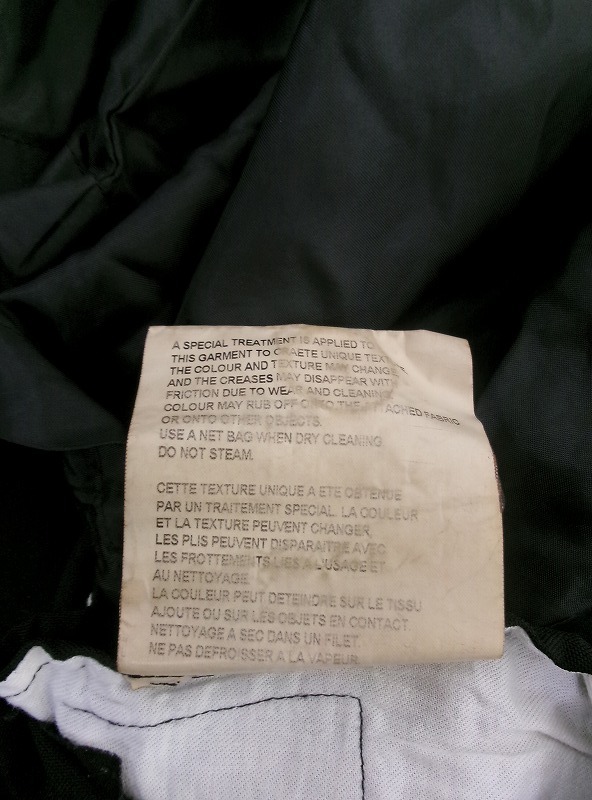 A SPECIAL TREATMENT IS APPLIED TO
THIS GARMENT TO CRAETE UNIQUE TEXTURE
THE COLOUR AND TEXTURE MAY CHANGE
AND THE CREASES MAY DISAPPEAR WITH
FRICTION DUE TO WEAR AND CLEANING
COLOUR MAY RUB OFF ONTO THE ATTACHED FABRIC
OR ONTO OTHER OBJECTS.
USE A NET BAG WHEN DRY CLEANING
DO NOT STEAM.
CETTE TEXTURE UNIQUE A ETE OBTENUE
PAR UN TRAITEMENT SPECIAL. LA COULEUR
ET LA TEXTURE PEUVENT CHANGER,
LES PLIS PEUVENT DISPARAITRE AVEC
LES FROTTEMENTS LIES A L'USAGE ET
AU NETTOYAGE.
LA COULEUR PEUT DETEINDRE SUR LE TISSU
AJOUTE OU SUR LES OBJETS EN CONTACT.
NETTOYAGE A SEC DANS UN FILET.
NE PAS DEFROISSER A LA VAPEUR